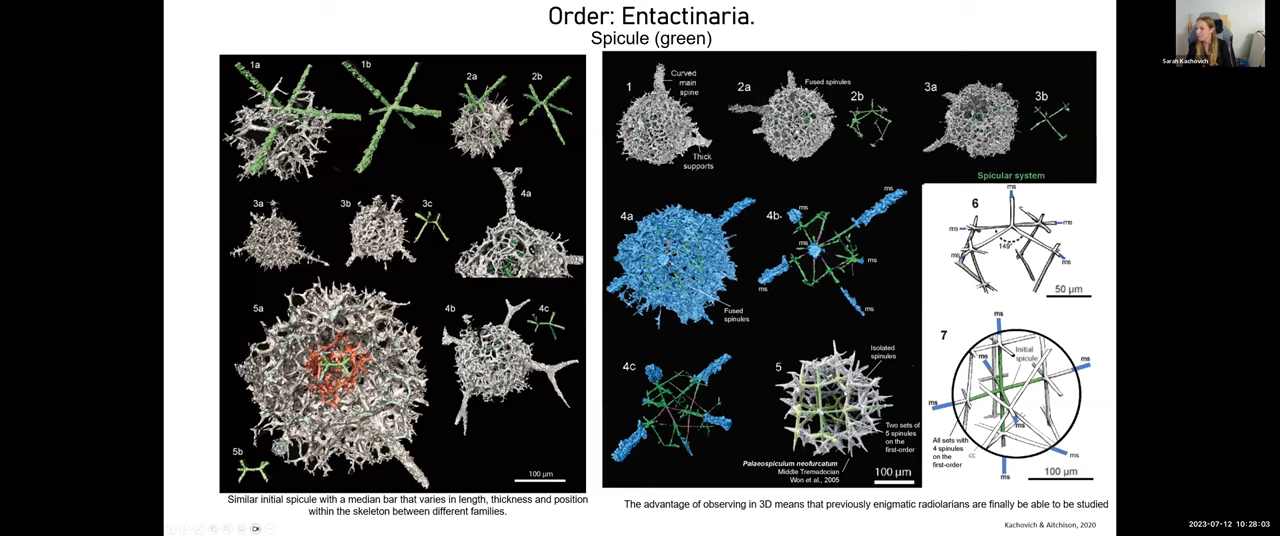 Order: Entactinaria.
Spicule (green)
1a
1b
2a
2b
3a
3b
3c
4a
5a
4b
4c
5b
100 µm
Similar initial spicule with a median bar that varies in length, thickness and position
within the skeleton between different families.
1
Curved
main
spine
Thick
supports
2a
Fused spinules
2b
3a
3b
Spicular system
4a
Fused
spinules
4b
ms
ms
ms
ms
ms
ms
4c
5
Isolated
spinules
Two sets of
5 spinules
on the
first-order
Palaeospiculum neofurcatum
Middle Tremadocian
Won et al., 2005
100 µm
6
ms
ms
ms
ms
ms
149°
50 µm
7
ms
Initial
spicule
ms
ms
ms
ms
ms
ms
All sets with
4 spinules
on the
first-order
cc
100 µm
The advantage of observing in 3D means that previously enigmatic radiolarians are finally be able to be studied
Kachovich & Aitchison, 2020
Sarah Kachovich
2023-07-12 10:28:03